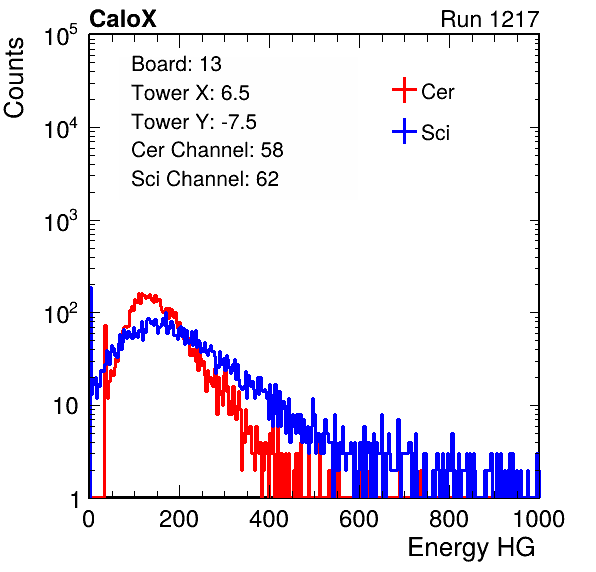 CaloX Run 1217
Counts
Board: 13
Tower X: 6.5
Tower Y: -7.5
Cer Channel: 58
Sci Channel: 62
Cer
Sci
10^5
10^4
10^3
10^2
10
1
0 200 400 600 800 1000
Energy HG